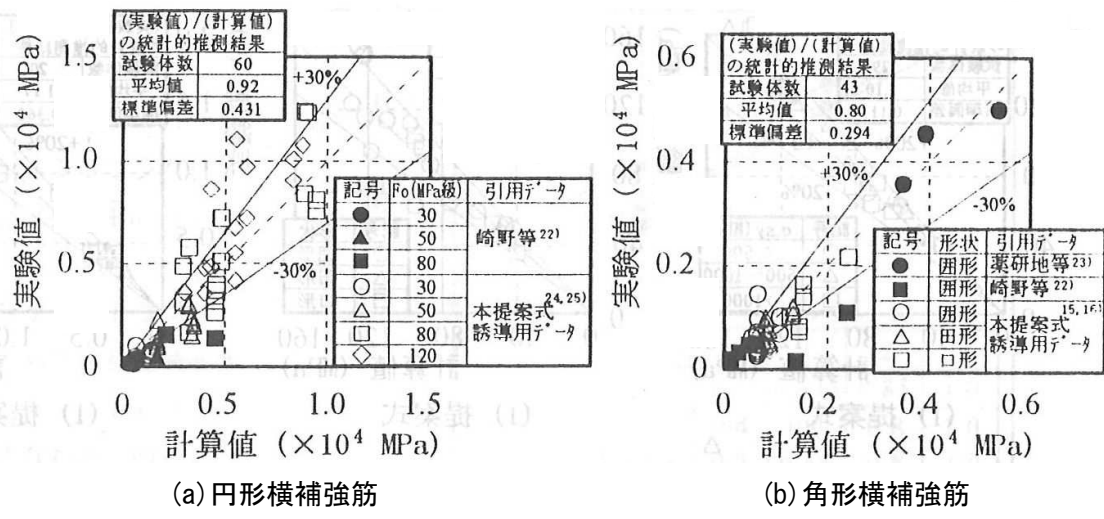 (実験値)/(計算値)
の統計的推測結果
試験体数 60
平均値 0.92
標準偏差 0.431
+30%
-30%
記号 Fo(MPa級) 引用データ
30
50 崎野等22)
80
30
50 本提案式24,25)
80 誘導用データ
120
実験値 (×10⁴ MPa)
1.5
1.0
0.5
0
0 0.5 1.0 1.5
計算値 (×10⁴ MPa)
(a)円形横補強筋
(実験値)/(計算値)
の統計的推測結果
試験体数 43
平均値 0.80
標準偏差 0.294
+30%
-30%
記号 形状 引用データ
囲形 薬研地等23)
囲形 崎野等22)
囲形
田形 本提案式15,16)
口形 誘導用データ
実験値 (×10⁴ MPa)
0.6
0.4
0.2
0
0 0.2 0.4 0.6
計算値 (×10⁴ MPa)
(b)角形横補強筋